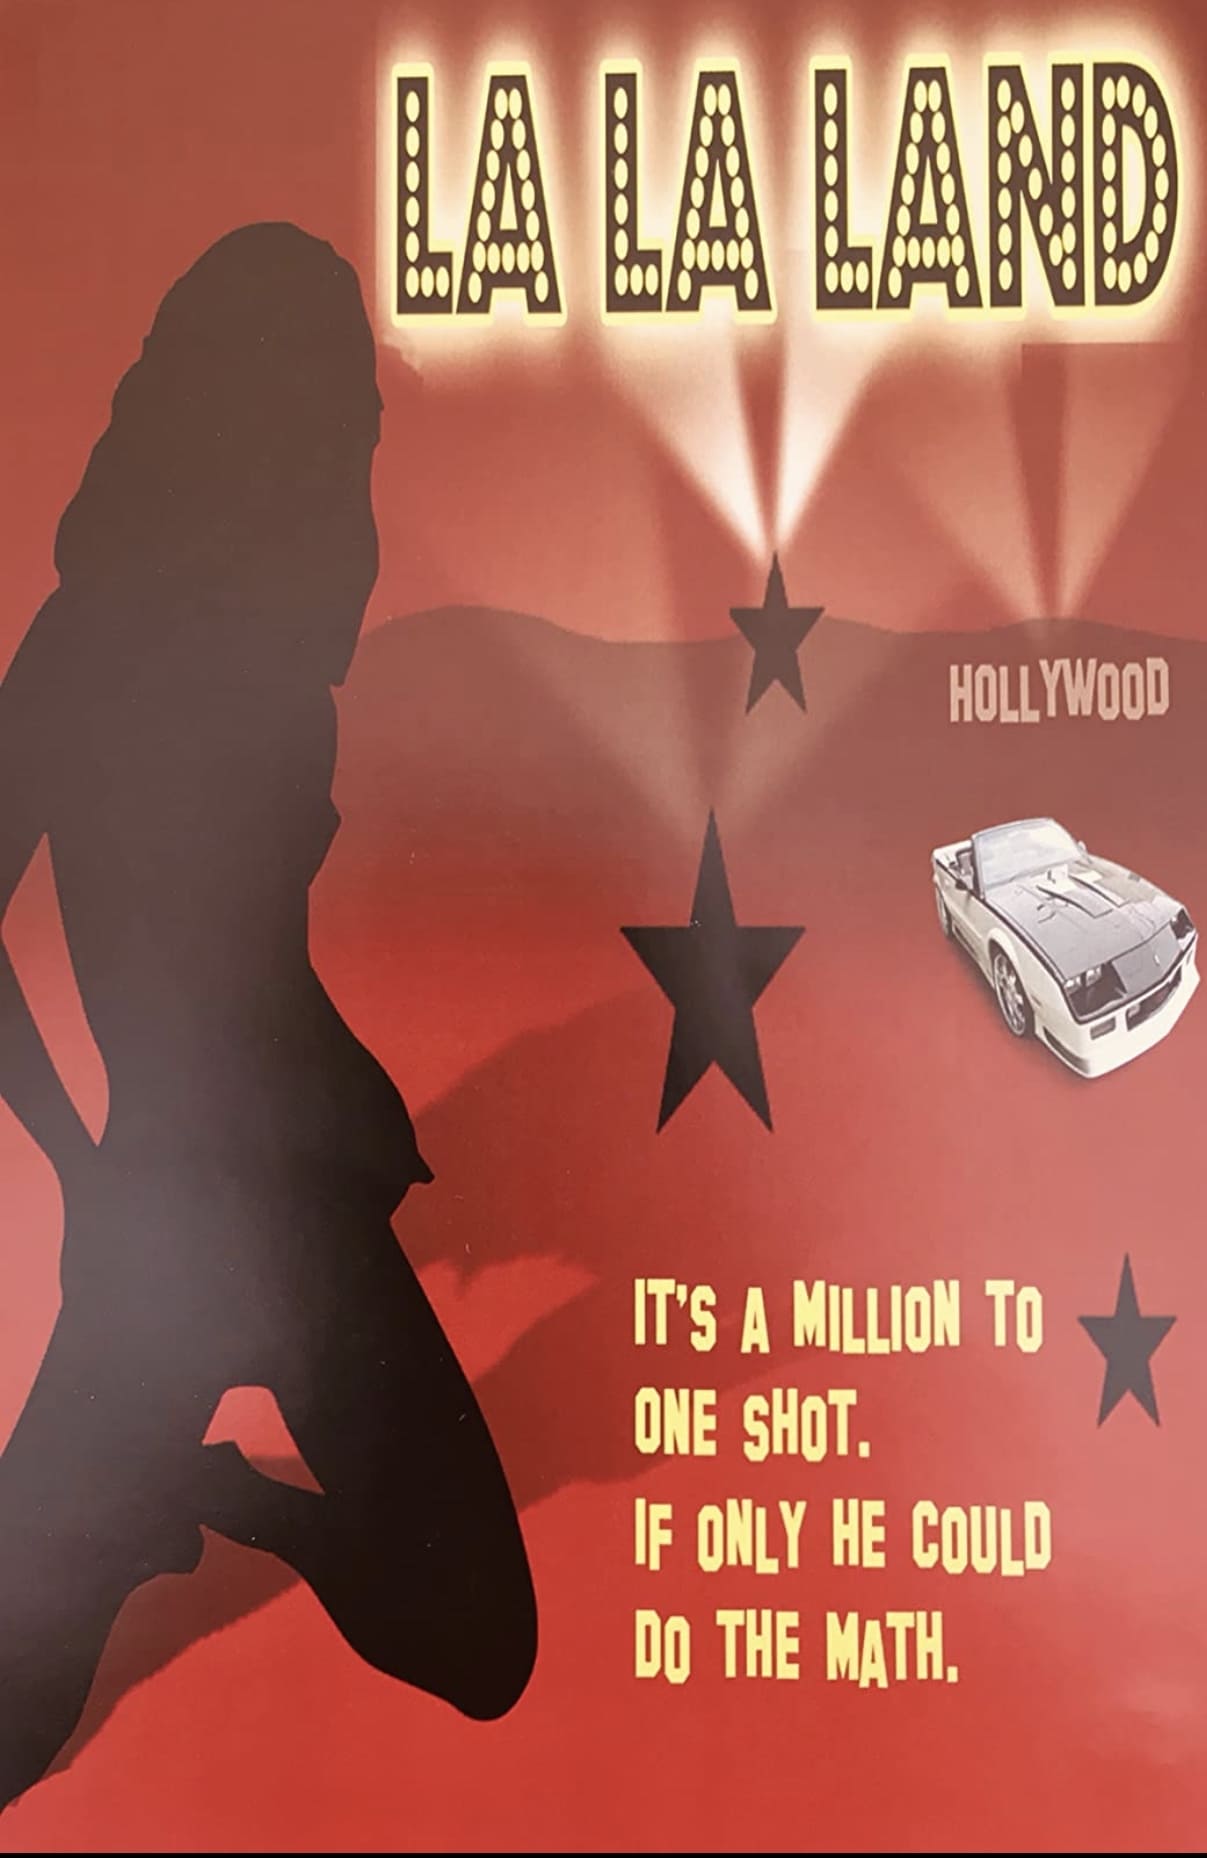 LA LA LAND
HOLLYWOOD
IT'S A MILLION TO
ONE SHOT.
IF ONLY HE COULD
DO THE MATH.